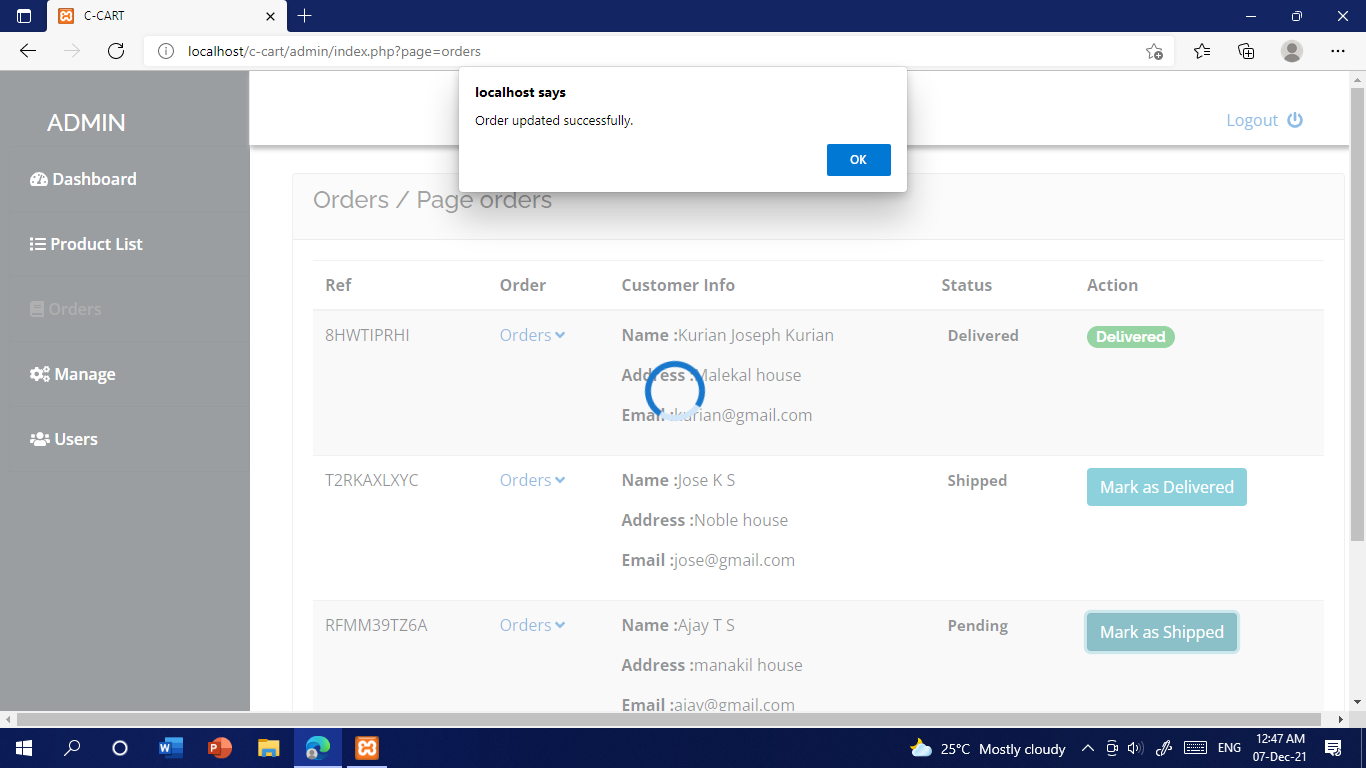 C-CART
localhost/c-cart/admin/index.php?page=orders
localhost says
Order updated successfully.
OK
ADMIN
Logout
Dashboard
Product List
Orders
Manage
Users
Orders / Page orders
Ref Order Customer Info Status Action
8HWTIPRHI Orders Name :Kurian Joseph Kurian Delivered Delivered
Address :Malekal house
Email :kurian@gmail.com
T2RKAXLXYC Orders Name :Jose K S Shipped Mark as Delivered
Address :Noble house
Email :jose@gmail.com
RFMM39TZ6A Orders Name :Ajay T S Pending Mark as Shipped
Address :manakil house
Email :ajay@gmail.com
25°C Mostly cloudy ENG 12:47 AM
07-Dec-21